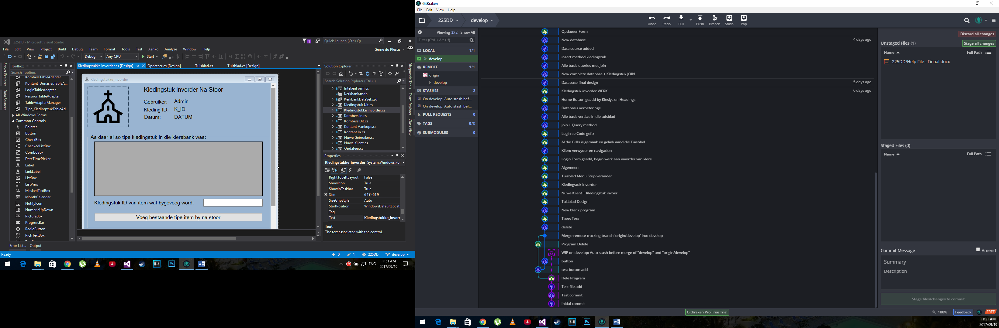 225DD - Microsoft Visual Studio
1
Quick Launch (Ctrl+Q)
File Edit View Project Build Debug Team Format Tools Test Xenko Analyze Window Help
Gerrie du Plessis
GP
Debug Any CPU Start
Server Explorer
Data Sources
Toolbox
Search Toolbox
KombersTableAdapter
Kontant_DonasiesTableA...
LoginTableAdapter
PersoonTableAdapter
TableAdapterManager
Tipe_KledingstukTableAd...
All Windows Forms
Common Controls
Pointer
Button
CheckBox
CheckedListBox
ComboBox
DateTimePicker
Label
LinkLabel
ListBox
ListView
MaskedTextBox
MonthCalendar
NotifyIcon
NumericUpDown
PictureBox
ProgressBar
RadioButton
RichTextBox
Error List... Output
Kledingstukke invorder.cs [Design] Opdateer.cs [Design] Tuisblad.cs Tuisblad.cs [Design]
Kledingstukke_invorder
Kledingstuk Invorder Na Stoor
Gebruiker: Admin
Kleding ID: K_ID
Datum: DATUM
As daar al so tipe kledingstuk in die klerebank was:
Kledingstuk ID van item wat bygevoeg word:
Voeg bestaande tipe item by na stoor
Solution Explorer
Search Solution Explorer (Ctrl+;)
IntekenForm.cs
Kerkbank.mdb
KerkbankDataSet.xsd
Kledingstuk Uit.cs
Kledingstukke invorder.cs
Kombers In.cs
Kombers Uit.cs
Kontant Aankope.cs
Kontant In.cs
Nuwe Gebruiker.cs
Nuwe Klient.cs
Opdateer.cs
Properties
Kledingstukke_invorder System.Windows.For
RightToLeftLayout False
ShowIcon True
ShowInTaskbar True
Size 647; 619
SizeGripStyle Auto
StartPosition WindowsDefaultLocati
Tag
Text Kledingstukke_invorc
Text
The text associated with the control.
Diagnostic Tools
Team Explorer
Class View
Ready
0 1 225DD develop
Ps
ENG
11:51 AM
2017/09/19
GitKraken
File Edit View Help
225DD develop
Undo Redo Pull Push Branch Stash Pop
Viewing 2/2 Show All
Filter (Ctrl + Alt + f)
LOCAL 1/1
develop
REMOTE 1/1
origin
develop
STASHES 2
On develop: Auto stash bef...
On develop: Auto stash bef...
PULL REQUESTS 0
TAGS 0/0
SUBMODULES 0
Opdateer Form
New database 4 days ago
Data source added
insert method kledingstuk
Alle basic queries met join
New complete database + Kledingstuk JOIN
Database final design 5 days ago
Kledingstuk invorder WERK 6 days ago
Home Button geadd by Kieslys en Headings
Databasis verbeteringe
Alle basic verslae in die tuisblad
Join + Query method
Login se Code gefix
Al die GUIs is gemaak en gelink aand die Tuisblad
Klient verwyder en navigation
Login Form geadd, begin werk aan invorder van klere
Algemeen
Tuisblad Menu Strip verander
Kledingstuk Invorder
Nuwe Klient + Kledingstuk invoer
Tuisblad Design
New blank program
Toets Text
delete
Merge remote-tracking branch 'origin/develop' into develop
Program Delete
WIP on develop: Auto stash before merge of "develop" and "origin/develop"
button
test button add
Hele Program
Test file add
Test commit
Initial commit
Discard all changes
Unstaged Files (1)
Stage all changes
Name Full Path
225DD/Help File - Finaal.docx
Staged Files (0)
Name Full Path
Commit Message
Amend
Summary
Description
Stage files/changes to commit
GitKraken Pro Free Trial
100%
Feedback
FREE
Ps
11:51 AM
2017/09/19